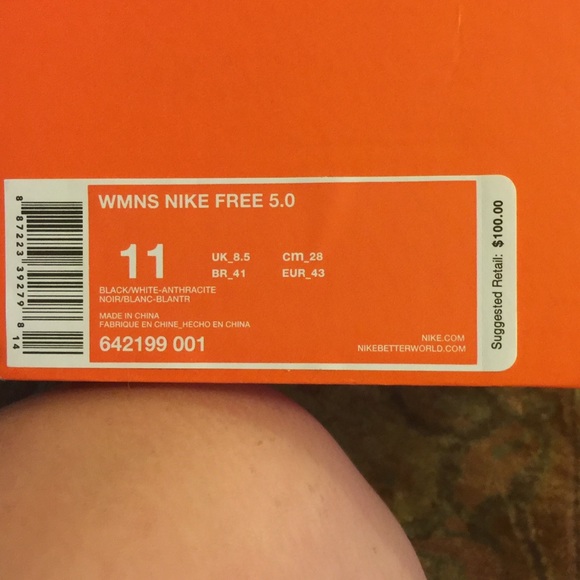 WMNS NIKE FREE 5.0
11 UK_8.5 cm_28
BR_41 EUR_43
BLACK/WHITE-ANTHRACITE
NOIR/BLANC-BLANTR
MADE IN CHINA
FABRIQUE EN CHINE_HECHO EN CHINA
642199 001
NIKE.COM
NIKEBETTERWORLD.COM
Suggested Retail: $100.00
8 87223 39279 8 14